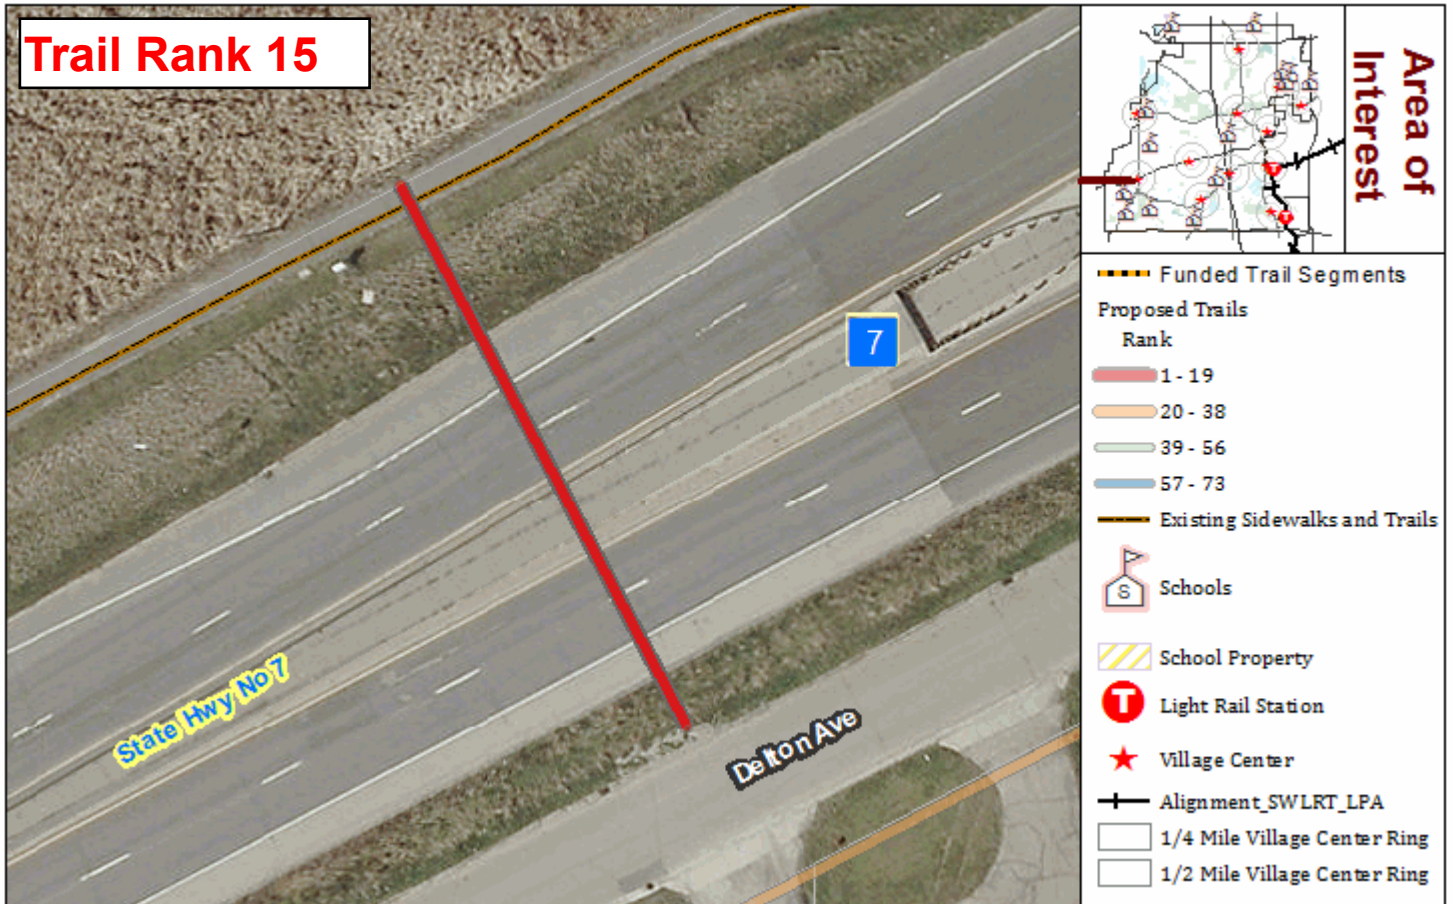 Trail Rank 15
7
State Hwy No 7
Delton Ave
Area of
Interest
Funded Trail Segments
Proposed Trails
Rank
1 - 19
20 - 38
39 - 56
57 - 73
Existing Sidewalks and Trails
S
Schools
School Property
T
Light Rail Station
Village Center
Alignment_SWLRT_LPA
1/4 Mile Village Center Ring
1/2 Mile Village Center Ring